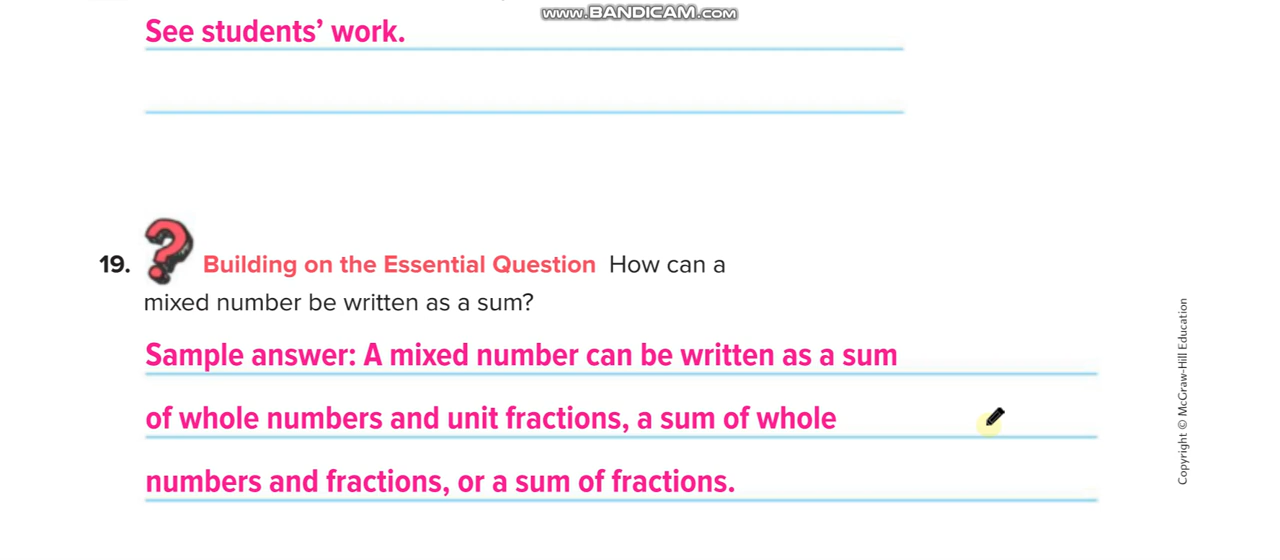 www.BANDICAM.com
See students’ work.
19. Building on the Essential Question How can a
mixed number be written as a sum?
Sample answer: A mixed number can be written as a sum
of whole numbers and unit fractions, a sum of whole
numbers and fractions, or a sum of fractions.
Copyright © McGraw-Hill Education